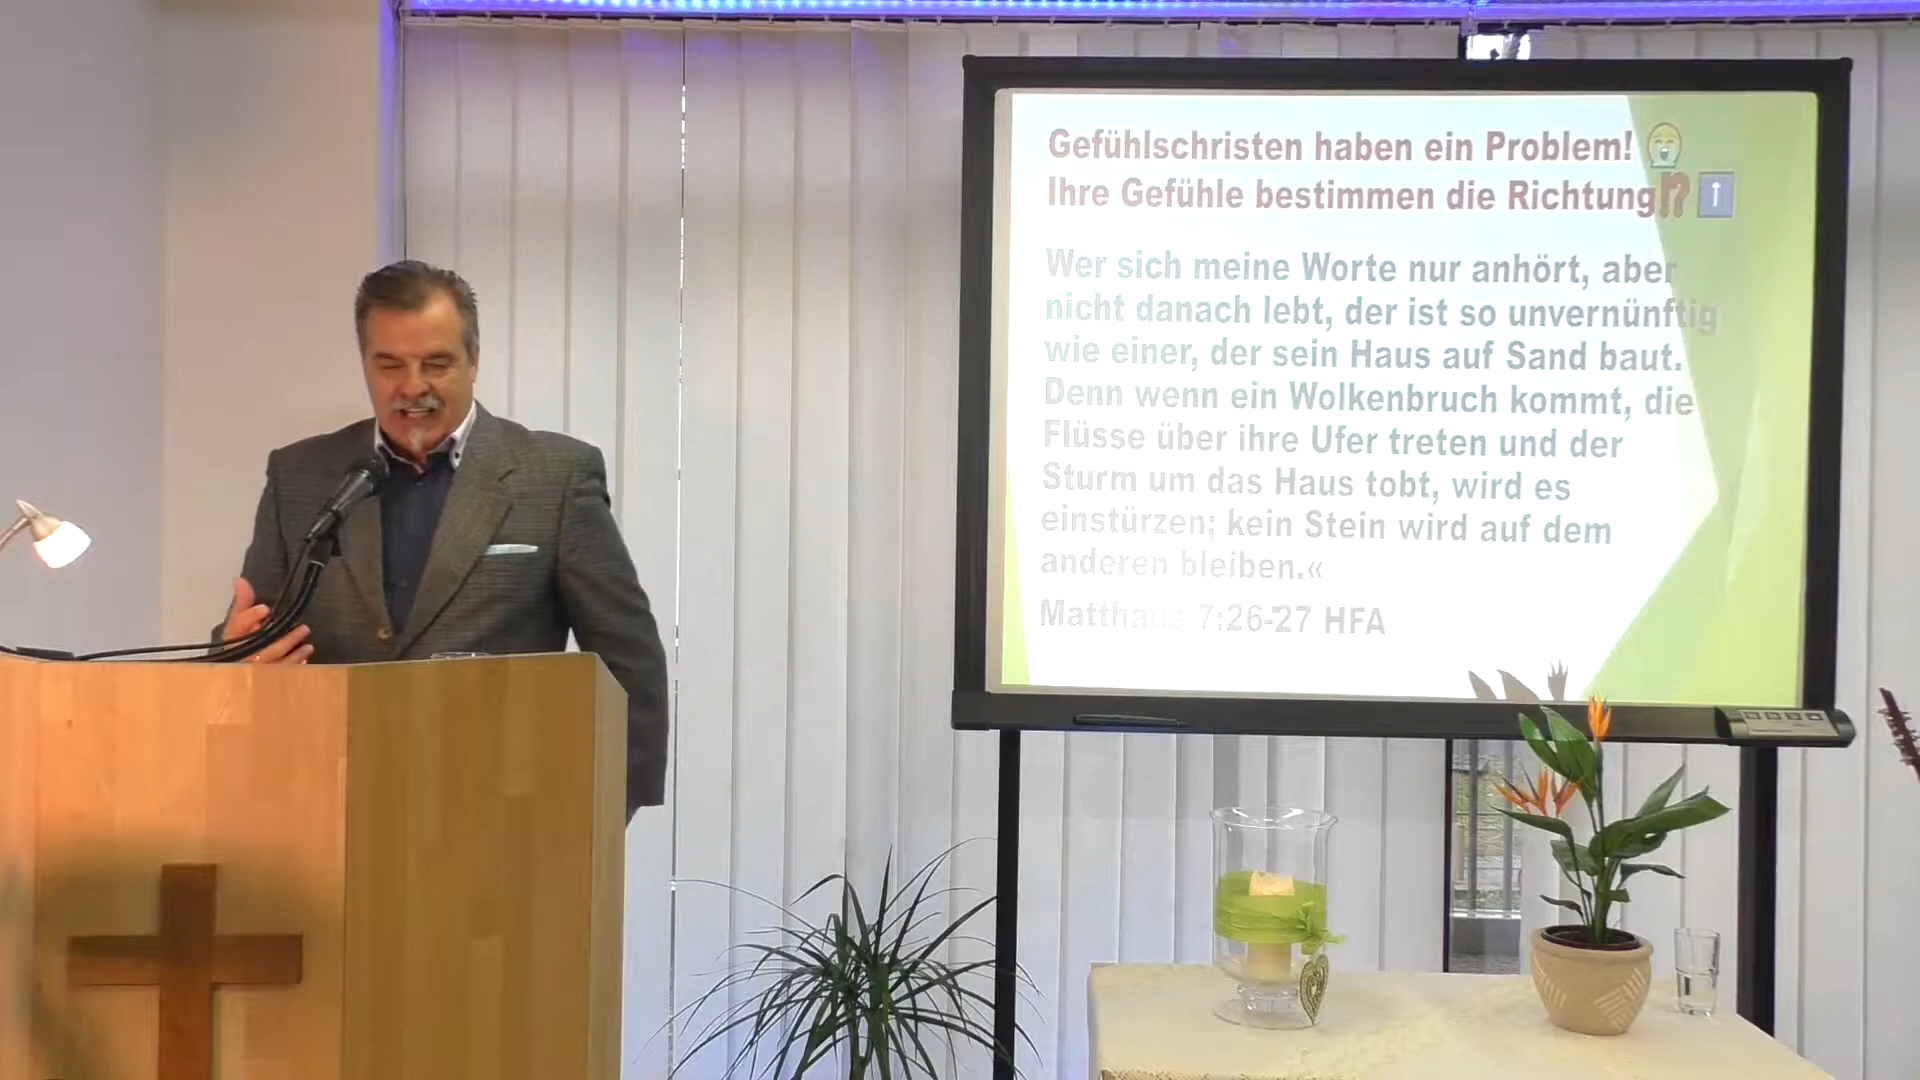 Gefühlschristen haben ein Problem!
Ihre Gefühle bestimmen die Richtung⁉
Wer sich meine Worte nur anhört, aber
nicht danach lebt, der ist so unvernünftig
wie einer, der sein Haus auf Sand baut.
Denn wenn ein Wolkenbruch kommt, die
Flüsse über ihre Ufer treten und der
Sturm um das Haus tobt, wird es
einstürzen; kein Stein wird auf dem
anderen bleiben.«
Matthäus 7:26-27 HFA